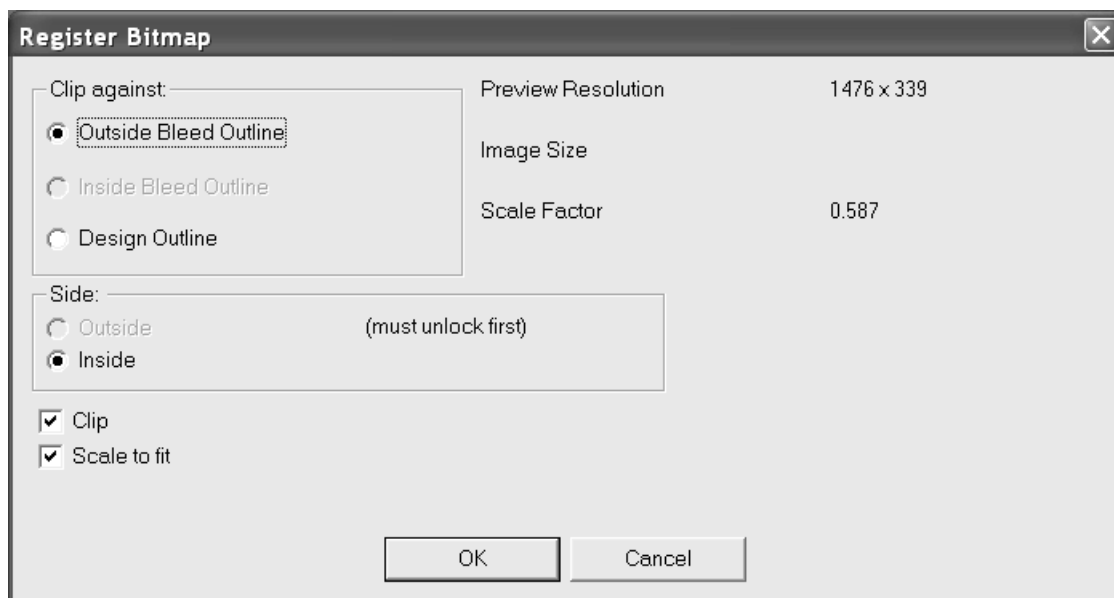 Register Bitmap
Clip against:
Outside Bleed Outline
Inside Bleed Outline
Design Outline
Preview Resolution 1476 x 339
Image Size
Scale Factor 0.587
Side:
Outside (must unlock first)
Inside
Clip
Scale to fit
OK Cancel